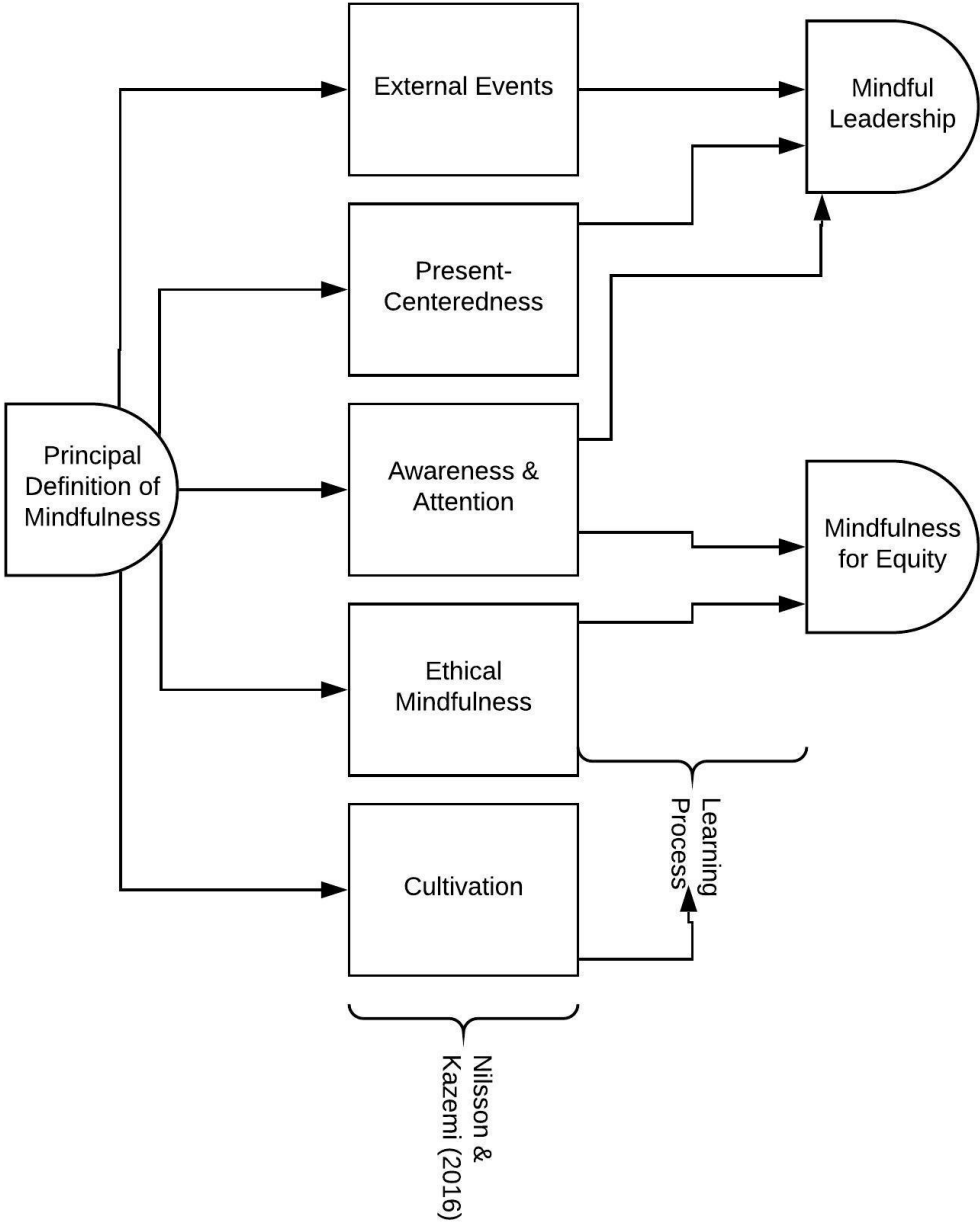 External Events
Mindful
Leadership
Present-
Centeredness
Principal
Definition of
Mindfulness
Awareness &
Attention
Mindfulness
for Equity
Ethical
Mindfulness
Learning
Process
Cultivation
Nilsson &
Kazemi (2016)